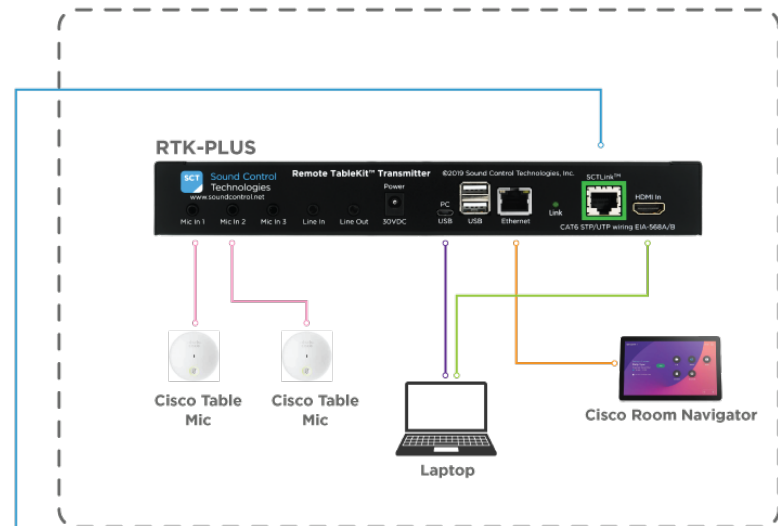 RTK-PLUS
SCT
Sound Control
Technologies
www.soundcontrol.net
Remote TableKit™ Transmitter
©2019 Sound Control Technologies, Inc.
SCTLink™
Power
PC
HDMI In
Mic In 1
Mic In 2
Mic In 3
Line In
Line Out
30VDC
USB
USB
Ethernet
Link
CAT6 STP/UTP wiring EIA-568A/B
Cisco Table
Mic
Cisco Table
Mic
Laptop
Cisco Room Navigator